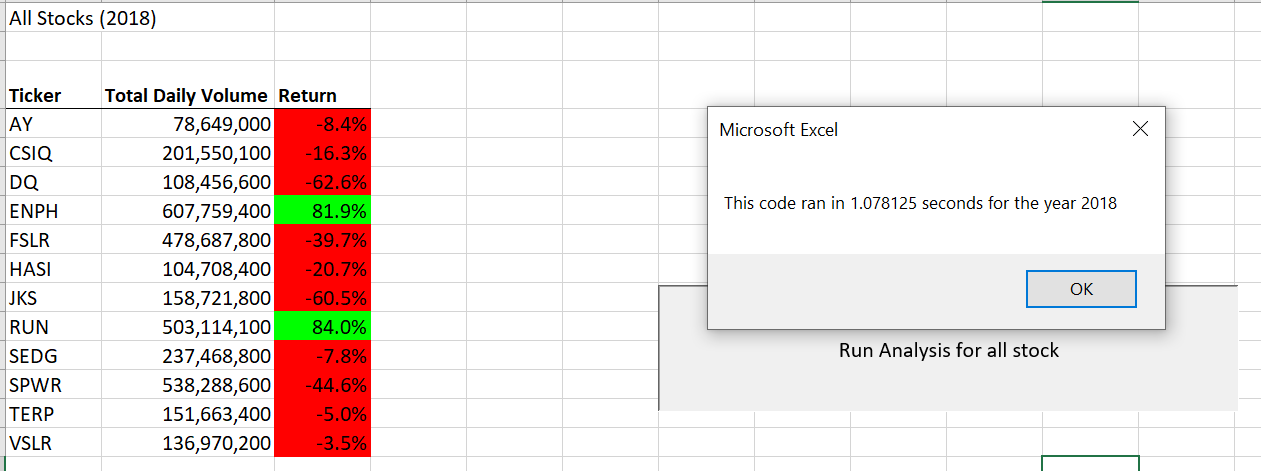 All Stocks (2018)
Ticker Total Daily Volume Return
AY 78,649,000 -8.4%
CSIQ 201,550,100 -16.3%
DQ 108,456,600 -62.6%
ENPH 607,759,400 81.9%
FSLR 478,687,800 -39.7%
HASI 104,708,400 -20.7%
JKS 158,721,800 -60.5%
RUN 503,114,100 84.0%
SEDG 237,468,800 -7.8%
SPWR 538,288,600 -44.6%
TERP 151,663,400 -5.0%
VSLR 136,970,200 -3.5%
Microsoft Excel
This code ran in 1.078125 seconds for the year 2018
OK
Run Analysis for all stock